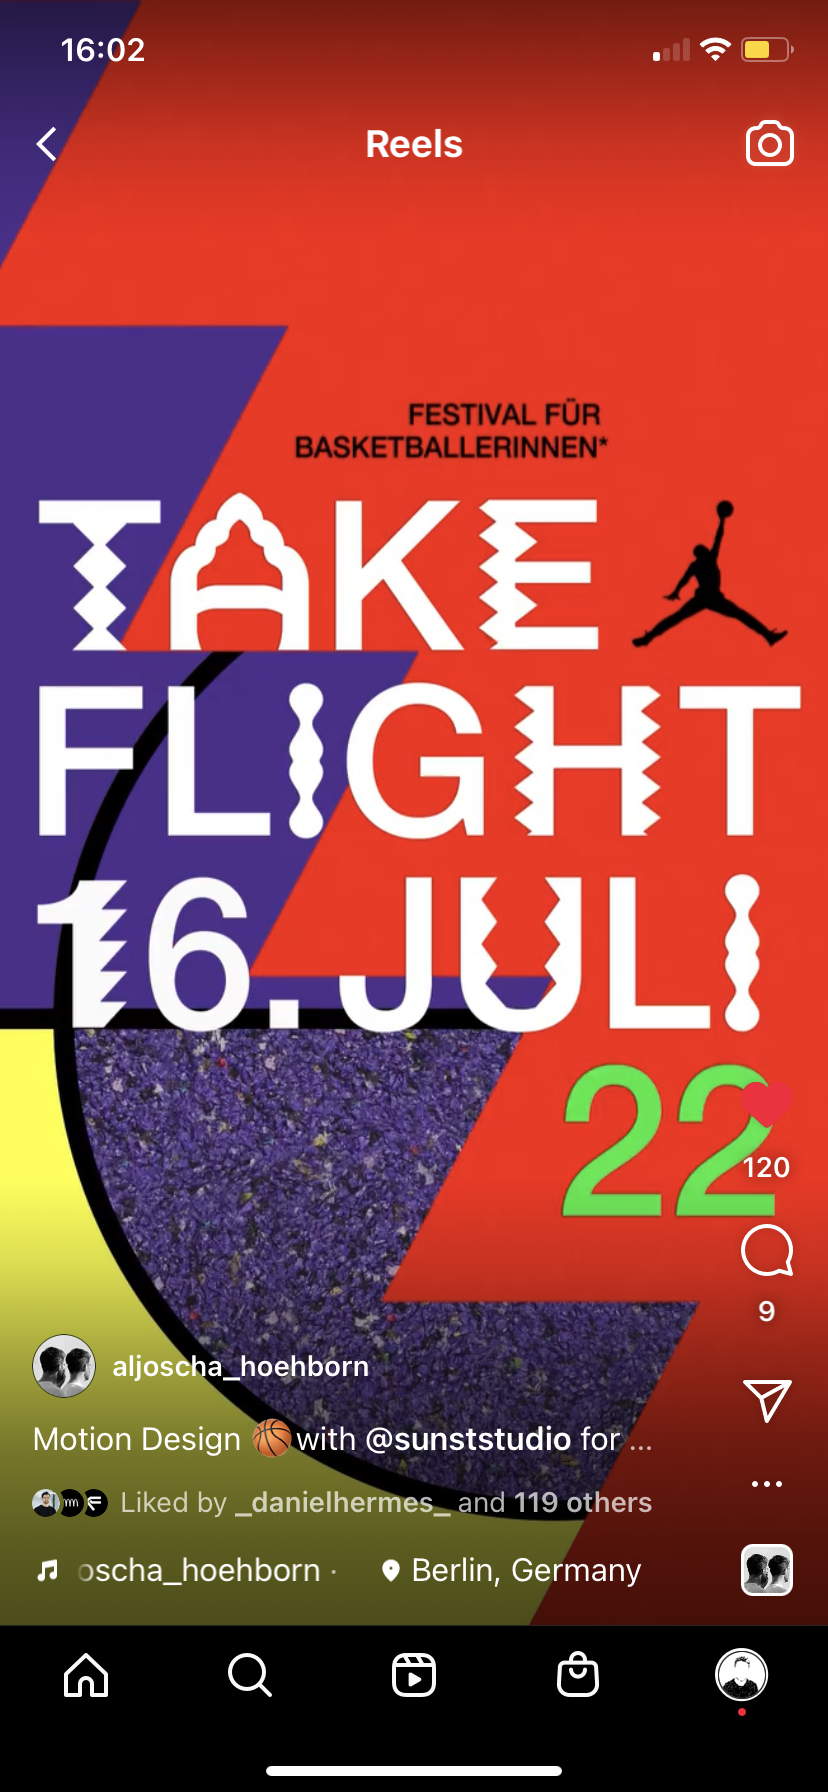 16:02
Reels
FESTIVAL FÜR
BASKETBALLERINNEN*
TAKE
FLIGHT
16. JULI
22
120
9
aljoscha_hoehborn
Motion Design 🏀 with @sunststudio for ...
Liked by _danielhermes_ and 119 others
oscha_hoehborn · Berlin, Germany